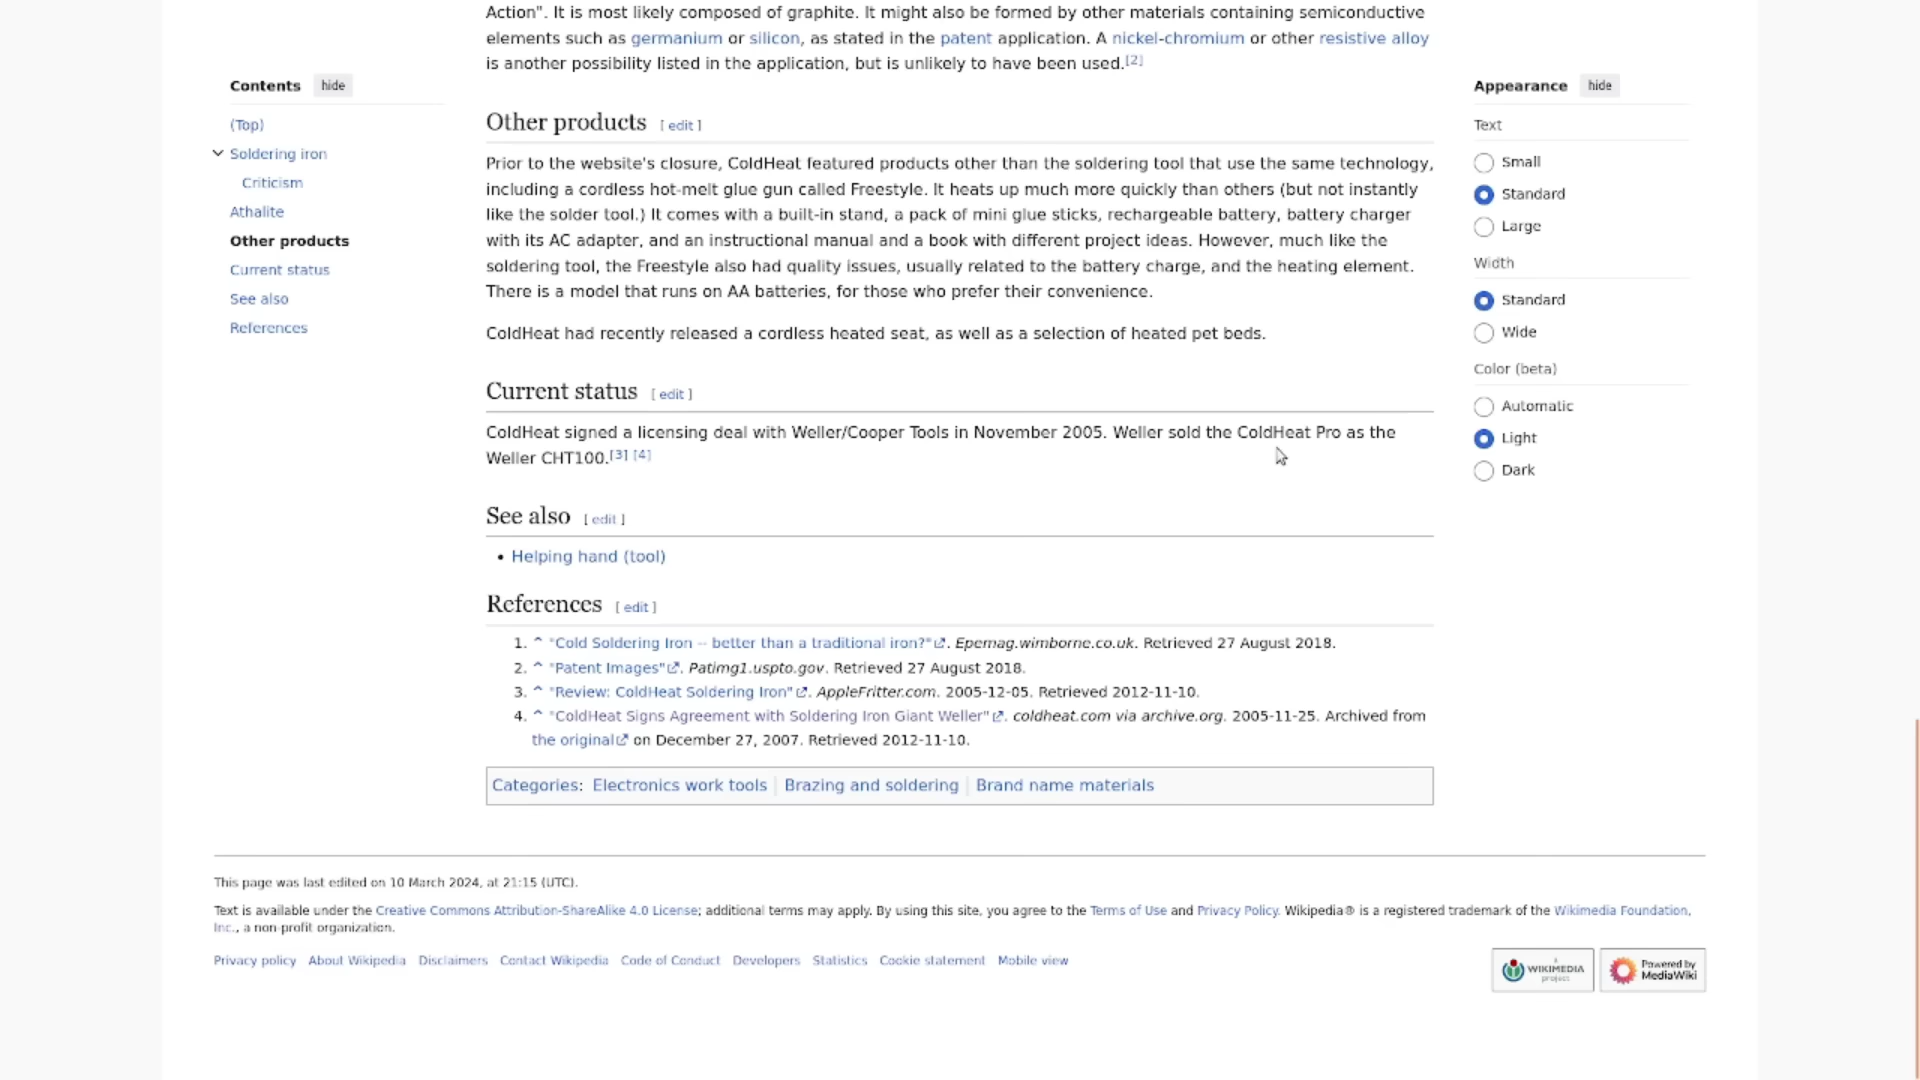 Action". It is most likely composed of graphite. It might also be formed by other materials containing semiconductive
elements such as germanium or silicon, as stated in the patent application. A nickel-chromium or other resistive alloy
is another possibility listed in the application, but is unlikely to have been used.[2]
Contents hide
(Top)
Soldering iron
Criticism
Athalite
Other products
Current status
See also
References
Other products [ edit ]
Prior to the website's closure, ColdHeat featured products other than the soldering tool that use the same technology,
including a cordless hot-melt glue gun called Freestyle. It heats up much more quickly than others (but not instantly
like the solder tool.) It comes with a built-in stand, a pack of mini glue sticks, rechargeable battery, battery charger
with its AC adapter, and an instructional manual and a book with different project ideas. However, much like the
soldering tool, the Freestyle also had quality issues, usually related to the battery charge, and the heating element.
There is a model that runs on AA batteries, for those who prefer their convenience.
ColdHeat had recently released a cordless heated seat, as well as a selection of heated pet beds.
Current status [ edit ]
ColdHeat signed a licensing deal with Weller/Cooper Tools in November 2005. Weller sold the ColdHeat Pro as the
Weller CHT100.[3] [4]
See also [ edit ]
• Helping hand (tool)
References [ edit ]
1. ^ "Cold Soldering Iron -- better than a traditional iron?". Epemag.wimborne.co.uk. Retrieved 27 August 2018.
2. ^ "Patent Images". Patimg1.uspto.gov. Retrieved 27 August 2018.
3. ^ "Review: ColdHeat Soldering Iron". AppleFritter.com. 2005-12-05. Retrieved 2012-11-10.
4. ^ "ColdHeat Signs Agreement with Soldering Iron Giant Weller". coldheat.com via archive.org. 2005-11-25. Archived from
the original on December 27, 2007. Retrieved 2012-11-10.
Categories: Electronics work tools | Brazing and soldering | Brand name materials
Appearance hide
Text
Small
Standard
Large
Width
Standard
Wide
Color (beta)
Automatic
Light
Dark
This page was last edited on 10 March 2024, at 21:15 (UTC).
Text is available under the Creative Commons Attribution-ShareAlike 4.0 License; additional terms may apply. By using this site, you agree to the Terms of Use and Privacy Policy. Wikipedia® is a registered trademark of the Wikimedia Foundation,
Inc., a non-profit organization.
Privacy policy About Wikipedia Disclaimers Contact Wikipedia Code of Conduct Developers Statistics Cookie statement Mobile view
A
WIKIMEDIA
project
Powered by
MediaWiki